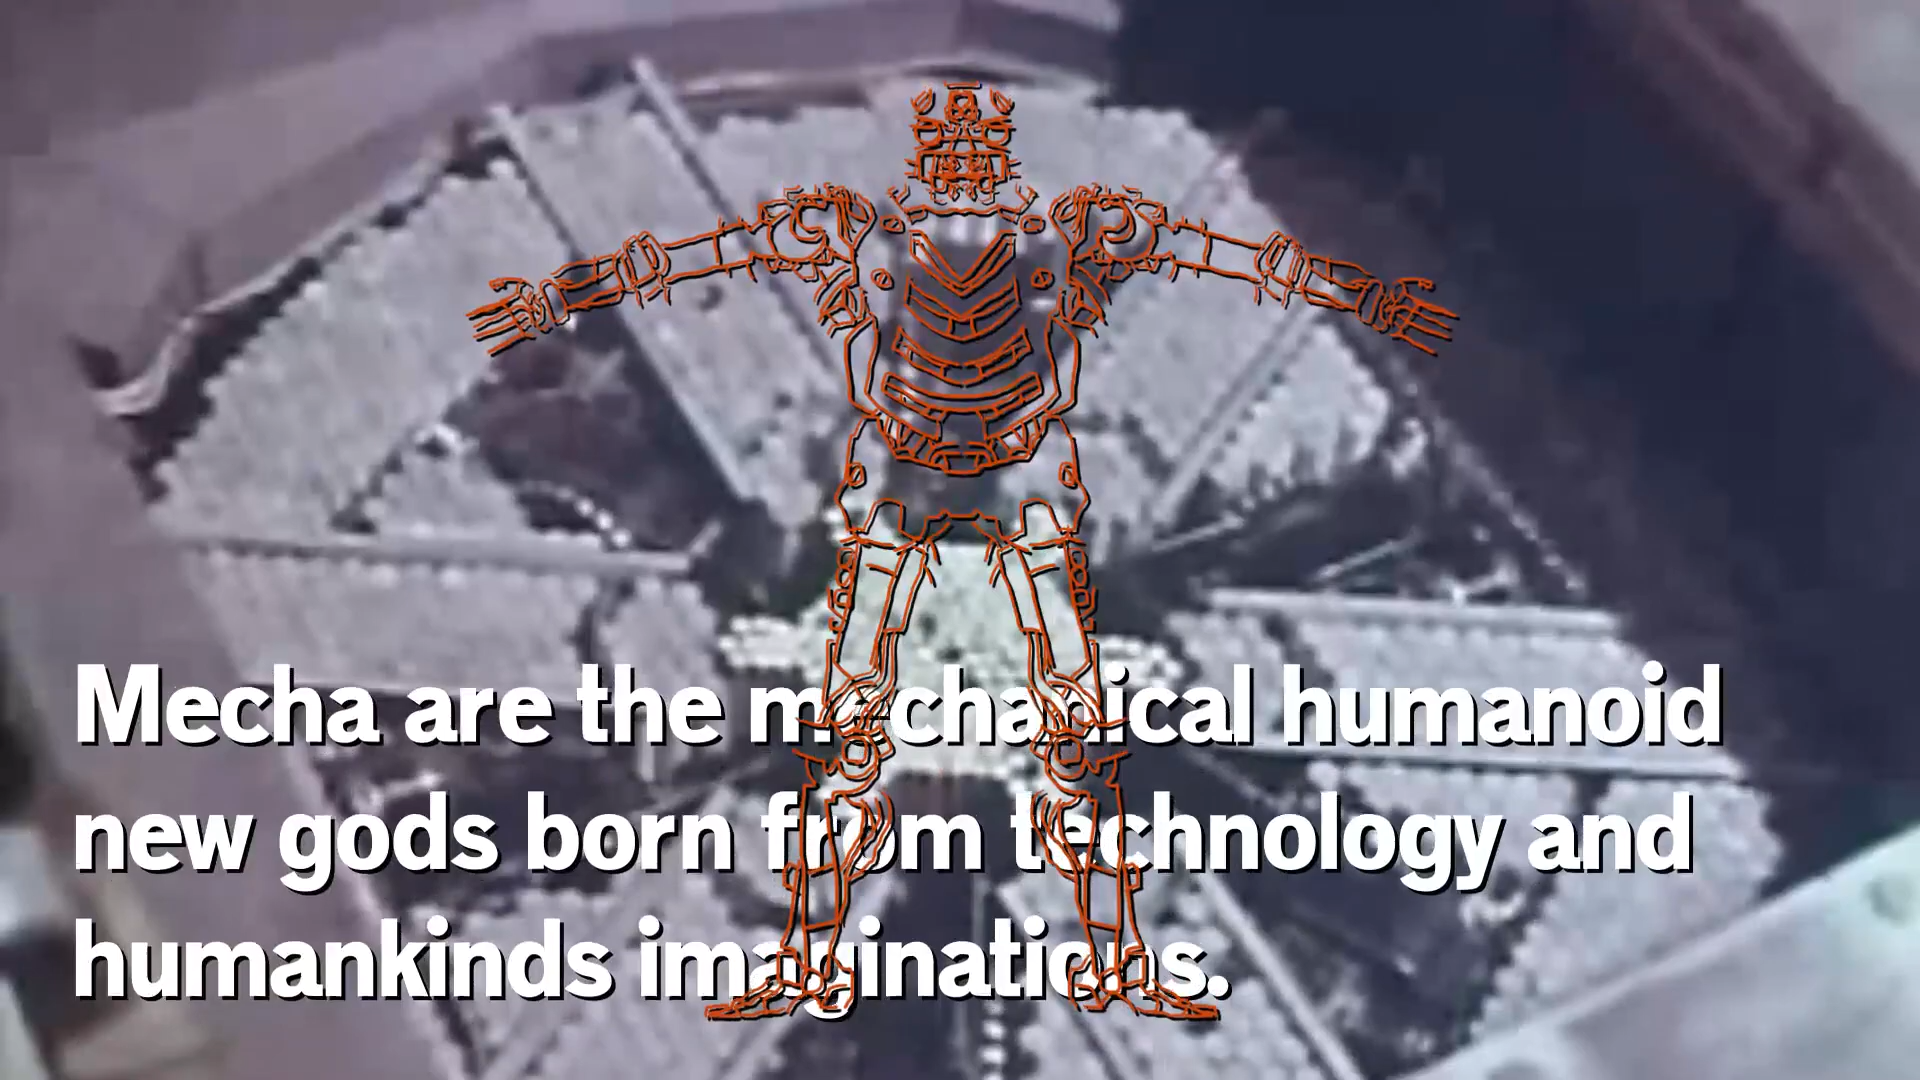 Mecha are the mechanical humanoid
new gods born from technology and
humankinds imaginations.